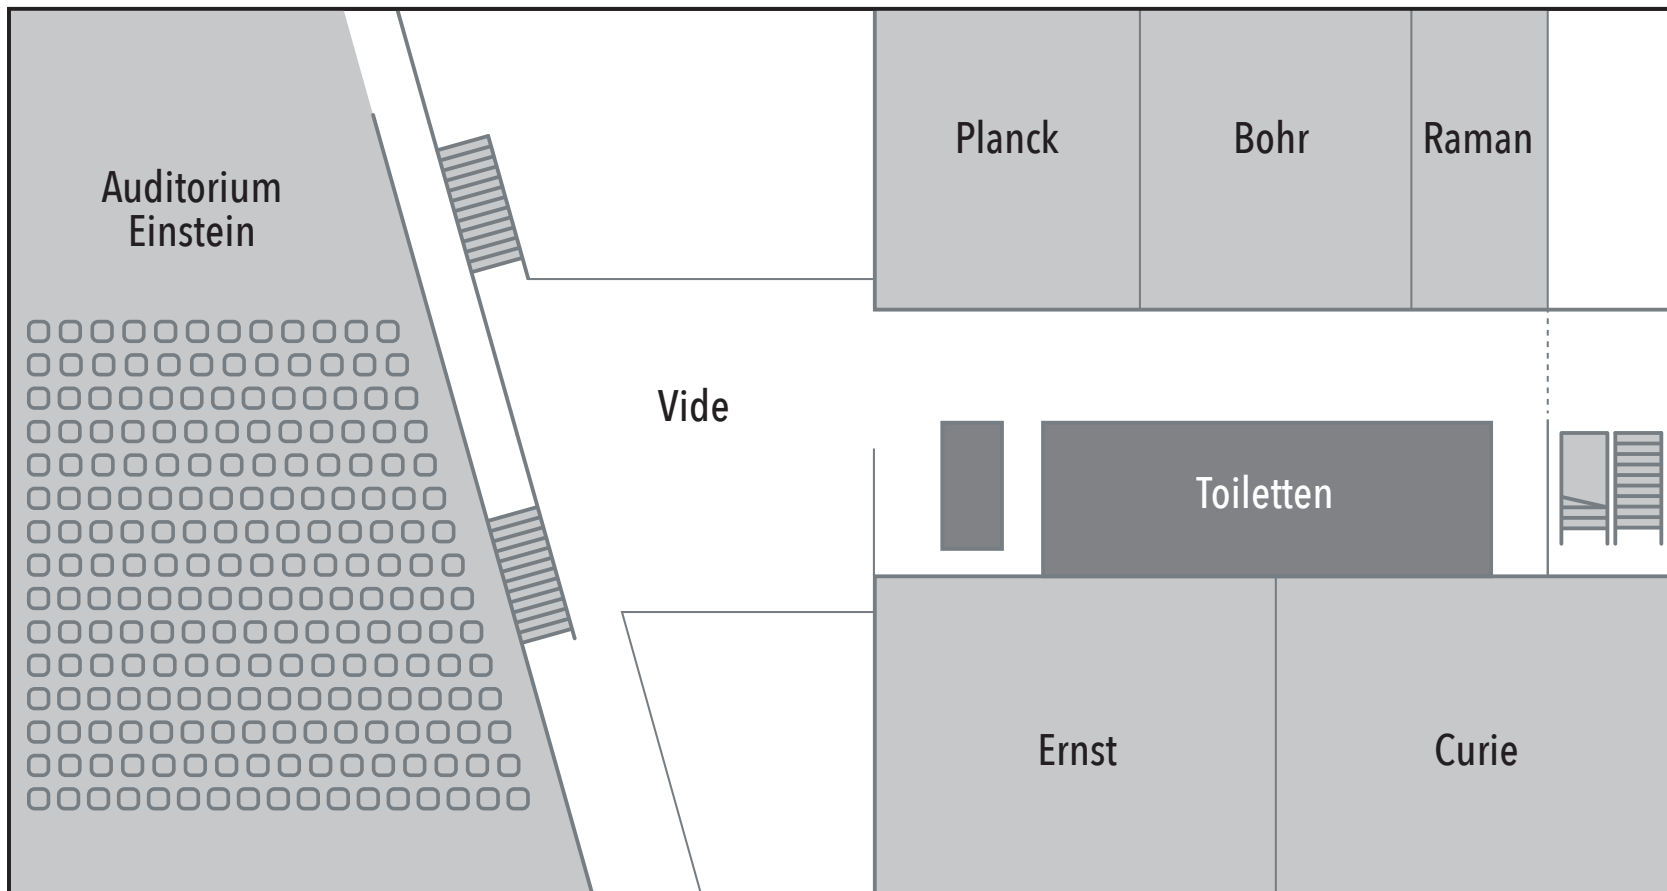 Planck
Bohr
Raman
Auditorium
Einstein
Vide
Toiletten
Ernst
Curie